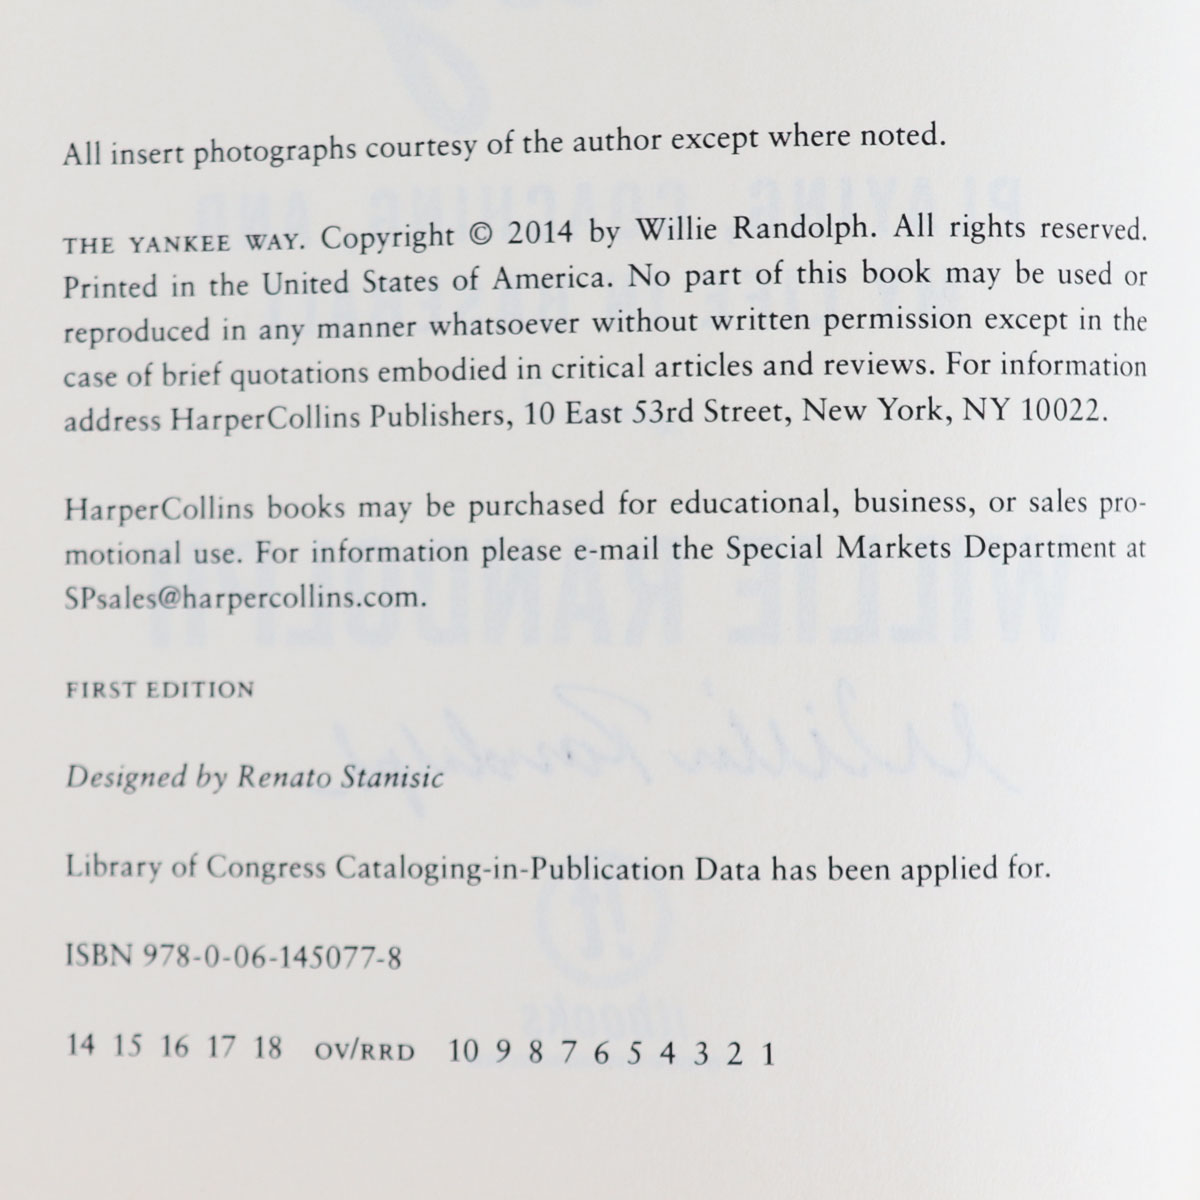 All insert photographs courtesy of the author except where noted.
THE YANKEE WAY. Copyright © 2014 by Willie Randolph. All rights reserved.
Printed in the United States of America. No part of this book may be used or
reproduced in any manner whatsoever without written permission except in the
case of brief quotations embodied in critical articles and reviews. For information
address HarperCollins Publishers, 10 East 53rd Street, New York, NY 10022.
HarperCollins books may be purchased for educational, business, or sales pro-
motional use. For information please e-mail the Special Markets Department at
SPsales@harpercollins.com.
FIRST EDITION
Designed by Renato Stanisic
Library of Congress Cataloging-in-Publication Data has been applied for.
ISBN 978-0-06-145077-8
14 15 16 17 18 OV/RRD 10 9 8 7 6 5 4 3 2 1